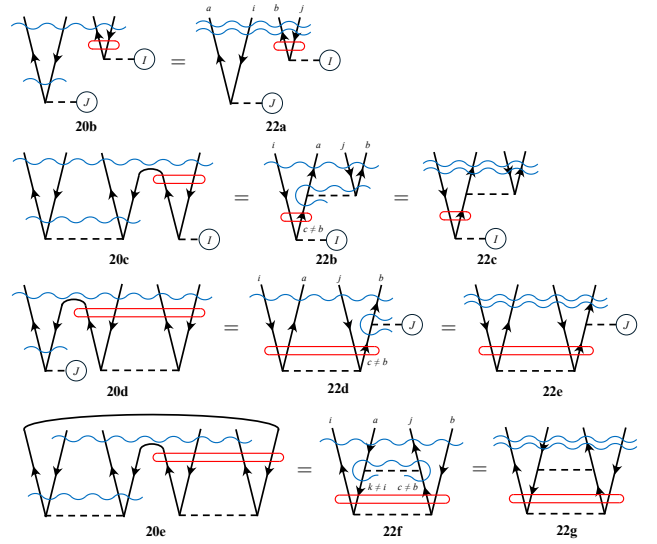 a i b j
I = I
J J
20b 22a
i a j b
= =
c ≠ b I I
I
20c 22b 22c
i a j b
= J = J
J c ≠ b
20d 22d 22e
i a j b
= =
k ≠ i c ≠ b
20e 22f 22g